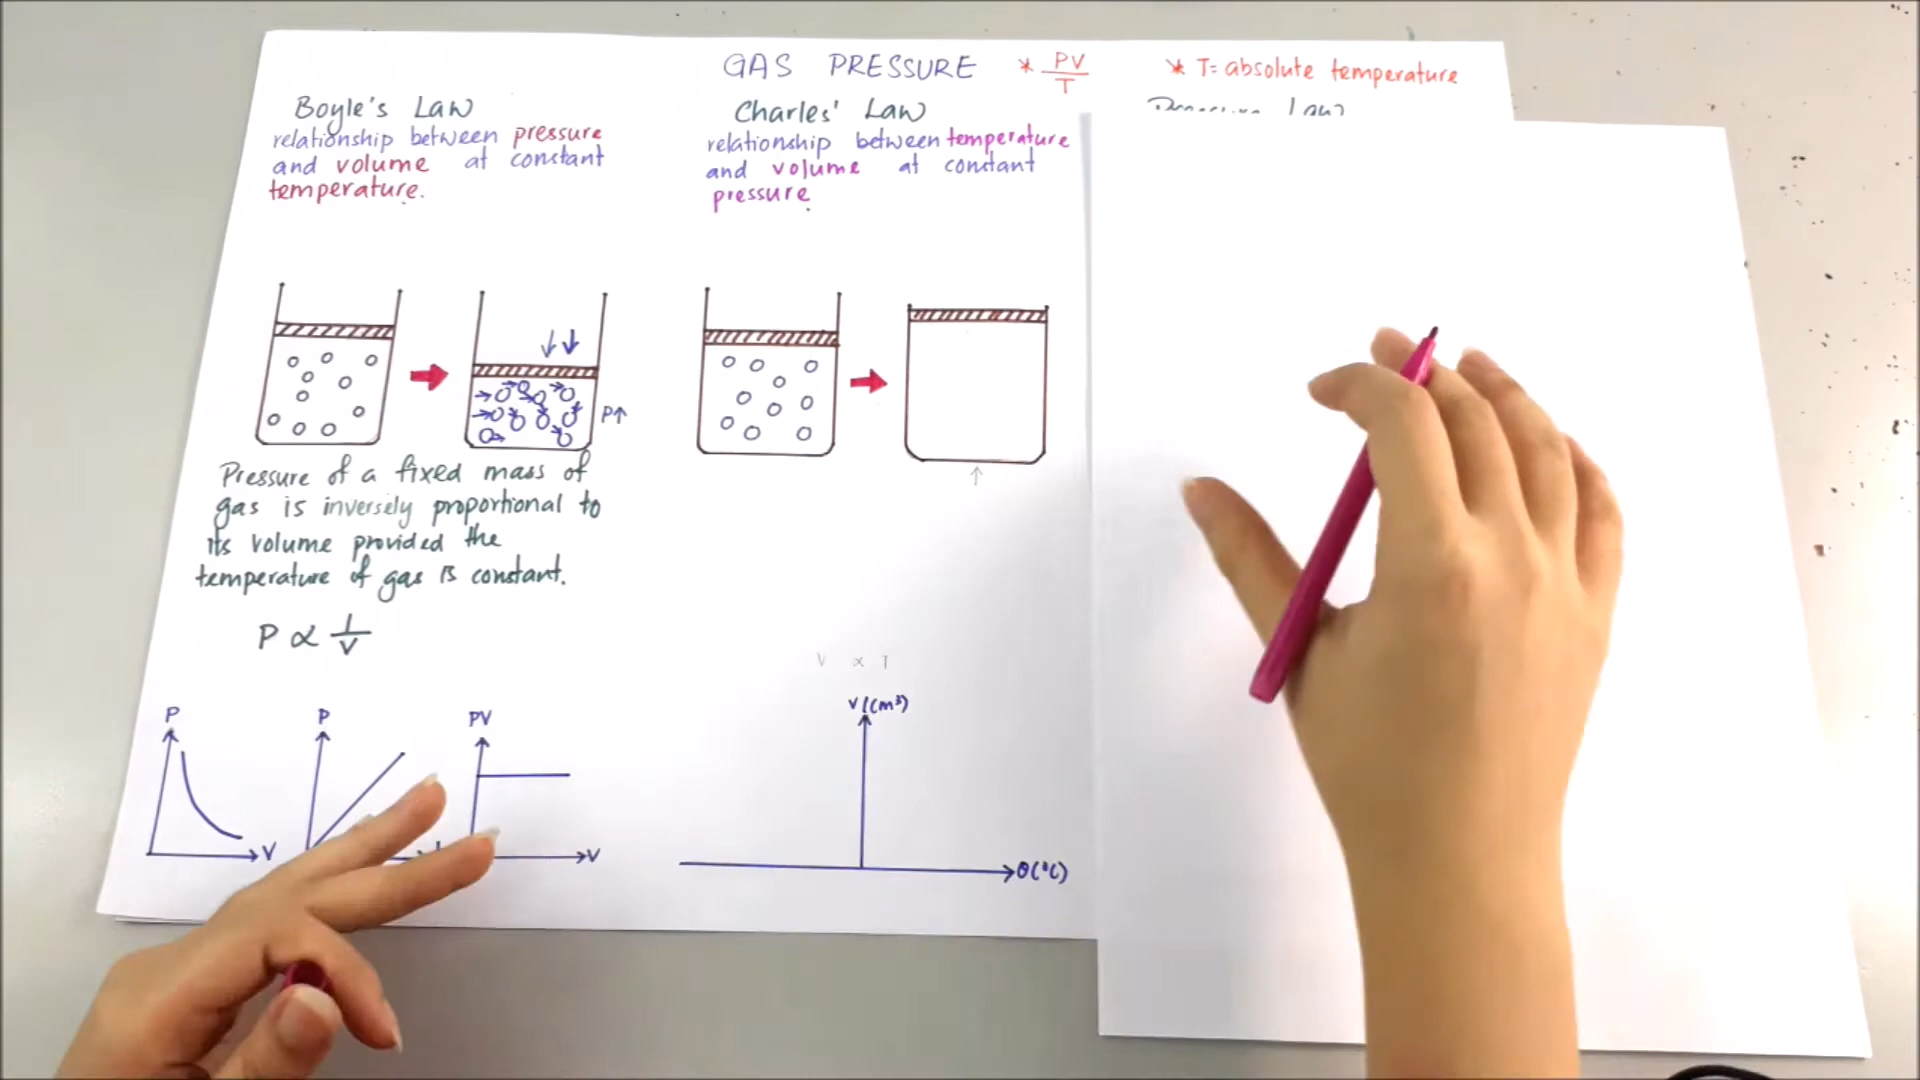 GAS PRESSURE * PV/T
* T = absolute temperature
Boyle's Law
relationship between pressure
and volume at constant
temperature.
P↑
Pressure of a fixed mass of
gas is inversely proportional to
its volume provided the
temperature of gas is constant.
P ∝ 1/V
P
V
P
PV
V
Charles' Law
relationship between temperature
and volume at constant
pressure.
V ∝ T
V/(cm³)
θ(°C)
Law